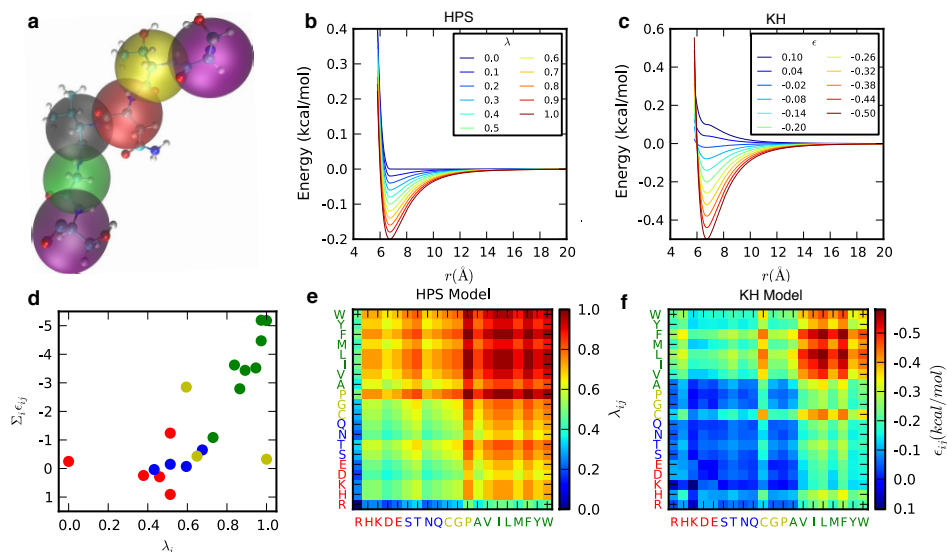 a
b
HPS
Energy (kcal/mol)
0.4
0.3
0.2
0.1
0.0
-0.1
-0.2
λ
0.0
0.1
0.2
0.3
0.4
0.5
0.6
0.7
0.8
0.9
1.0
4 6 8 10 12 14 16 18 20
r(Å)
c
KH
Energy (kcal/mol)
0.6
0.4
0.2
0.0
-0.2
-0.4
ϵ
0.10
0.04
-0.02
-0.08
-0.14
-0.20
-0.26
-0.32
-0.38
-0.44
-0.50
4 6 8 10 12 14 16 18 20
r(Å)
d
Σᵢϵᵢⱼ
-5
-4
-3
-2
-1
0
1
0.0 0.2 0.4 0.6 0.8 1.0
λᵢ
e
HPS Model
W
Y
F
M
L
I
V
A
P
G
C
Q
N
T
S
E
D
K
H
R
R H K D E S T N Q C G P A V I L M F Y W
1.0
0.8
0.6
0.4
0.2
0.0
λᵢⱼ
f
KH Model
W
Y
F
M
L
I
V
A
P
G
C
Q
N
T
S
E
D
K
H
R
R H K D E S T N Q C G P A V I L M F Y W
-0.5
-0.4
-0.3
-0.2
-0.1
0.0
0.1
ϵᵢⱼ(kcal/mol)